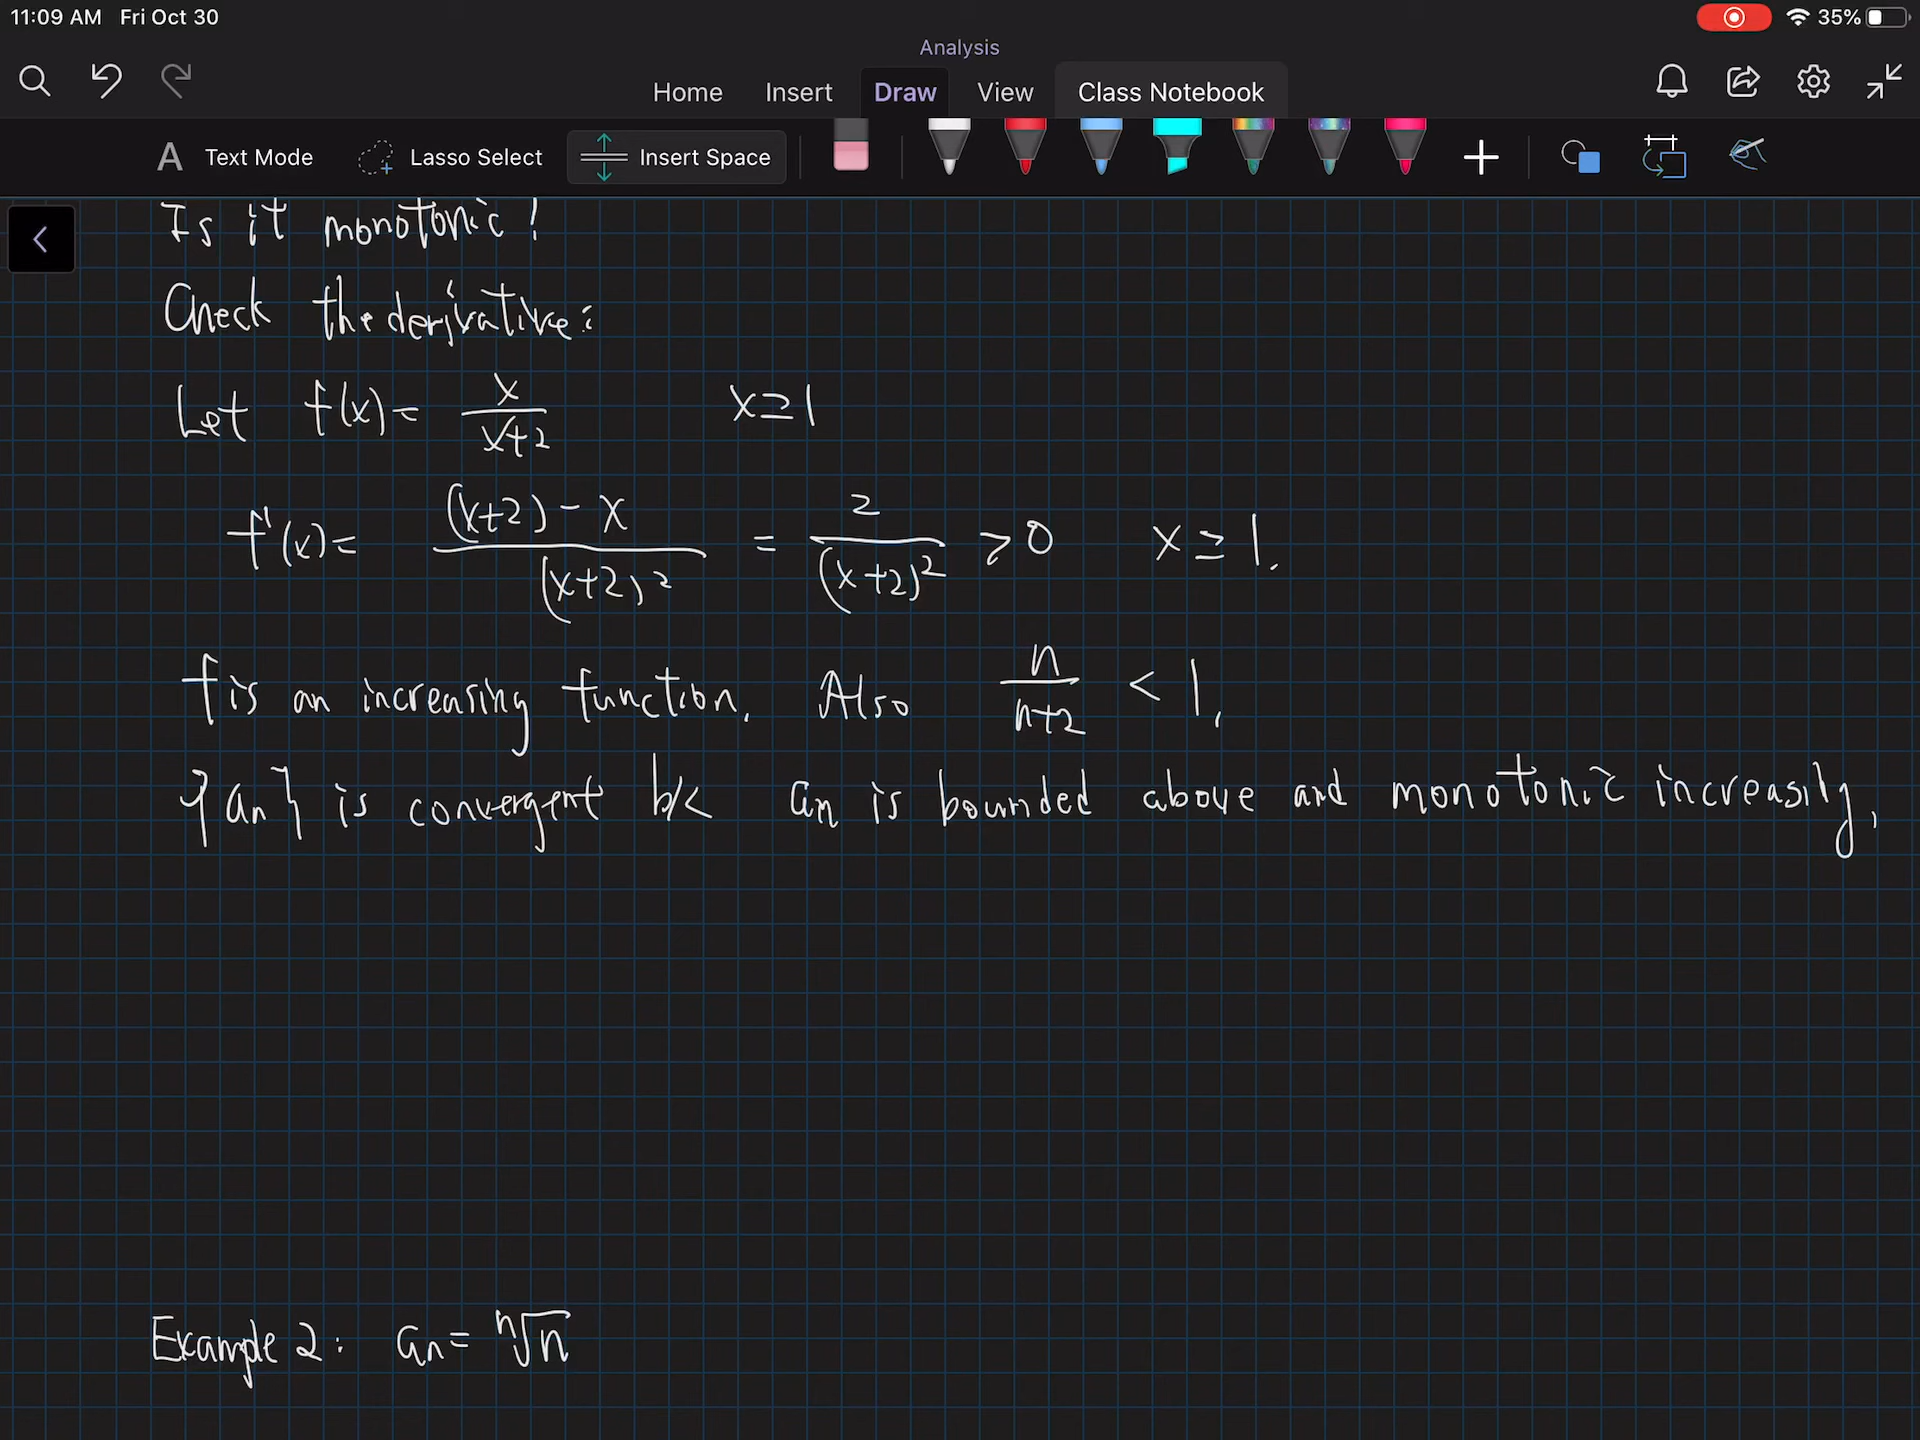 11:09 AM Fri Oct 30 35%
Analysis
Home Insert Draw View Class Notebook
A Text Mode Lasso Select Insert Space
Is it monotonic?
Check the derivative:
Let f(x) = x/(x+2) x≥1
f'(x) = ((x+2) - x)/(x+2)² = 2/(x+2)² >0 x ≥ 1.
f is an increasing function. Also n/(n+2) < 1.
{an} is convergent b/c an is bounded above and monotonic increasily.
Example 2: an = ⁿ√n